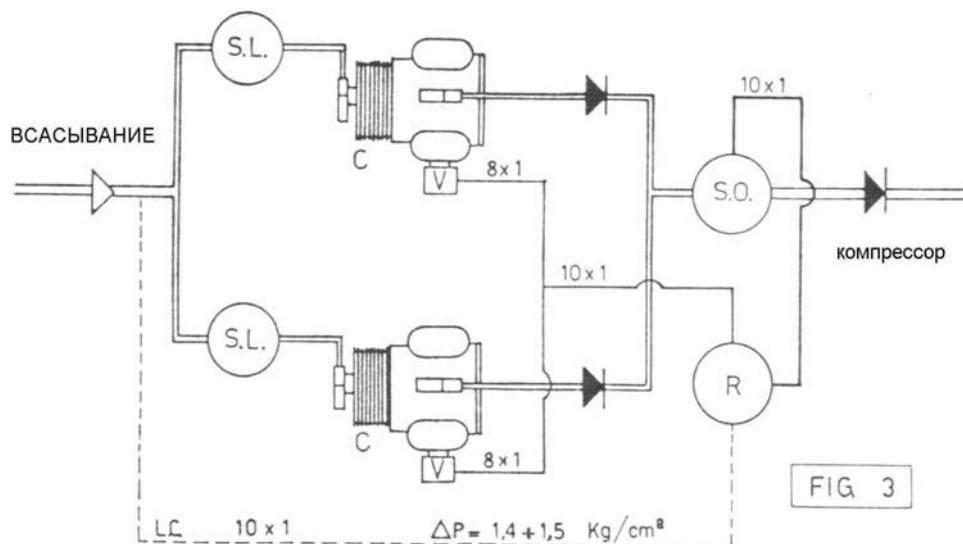 S.L.
10 x 1
ВСАСЫВАНИЕ
C
V
8 x 1
S.O.
компрессор
10 x 1
S.L.
R
C
V
8 x 1
FIG 3
L.C. 10 x 1 ΔP = 1,4 + 1,5 Kg/cm²